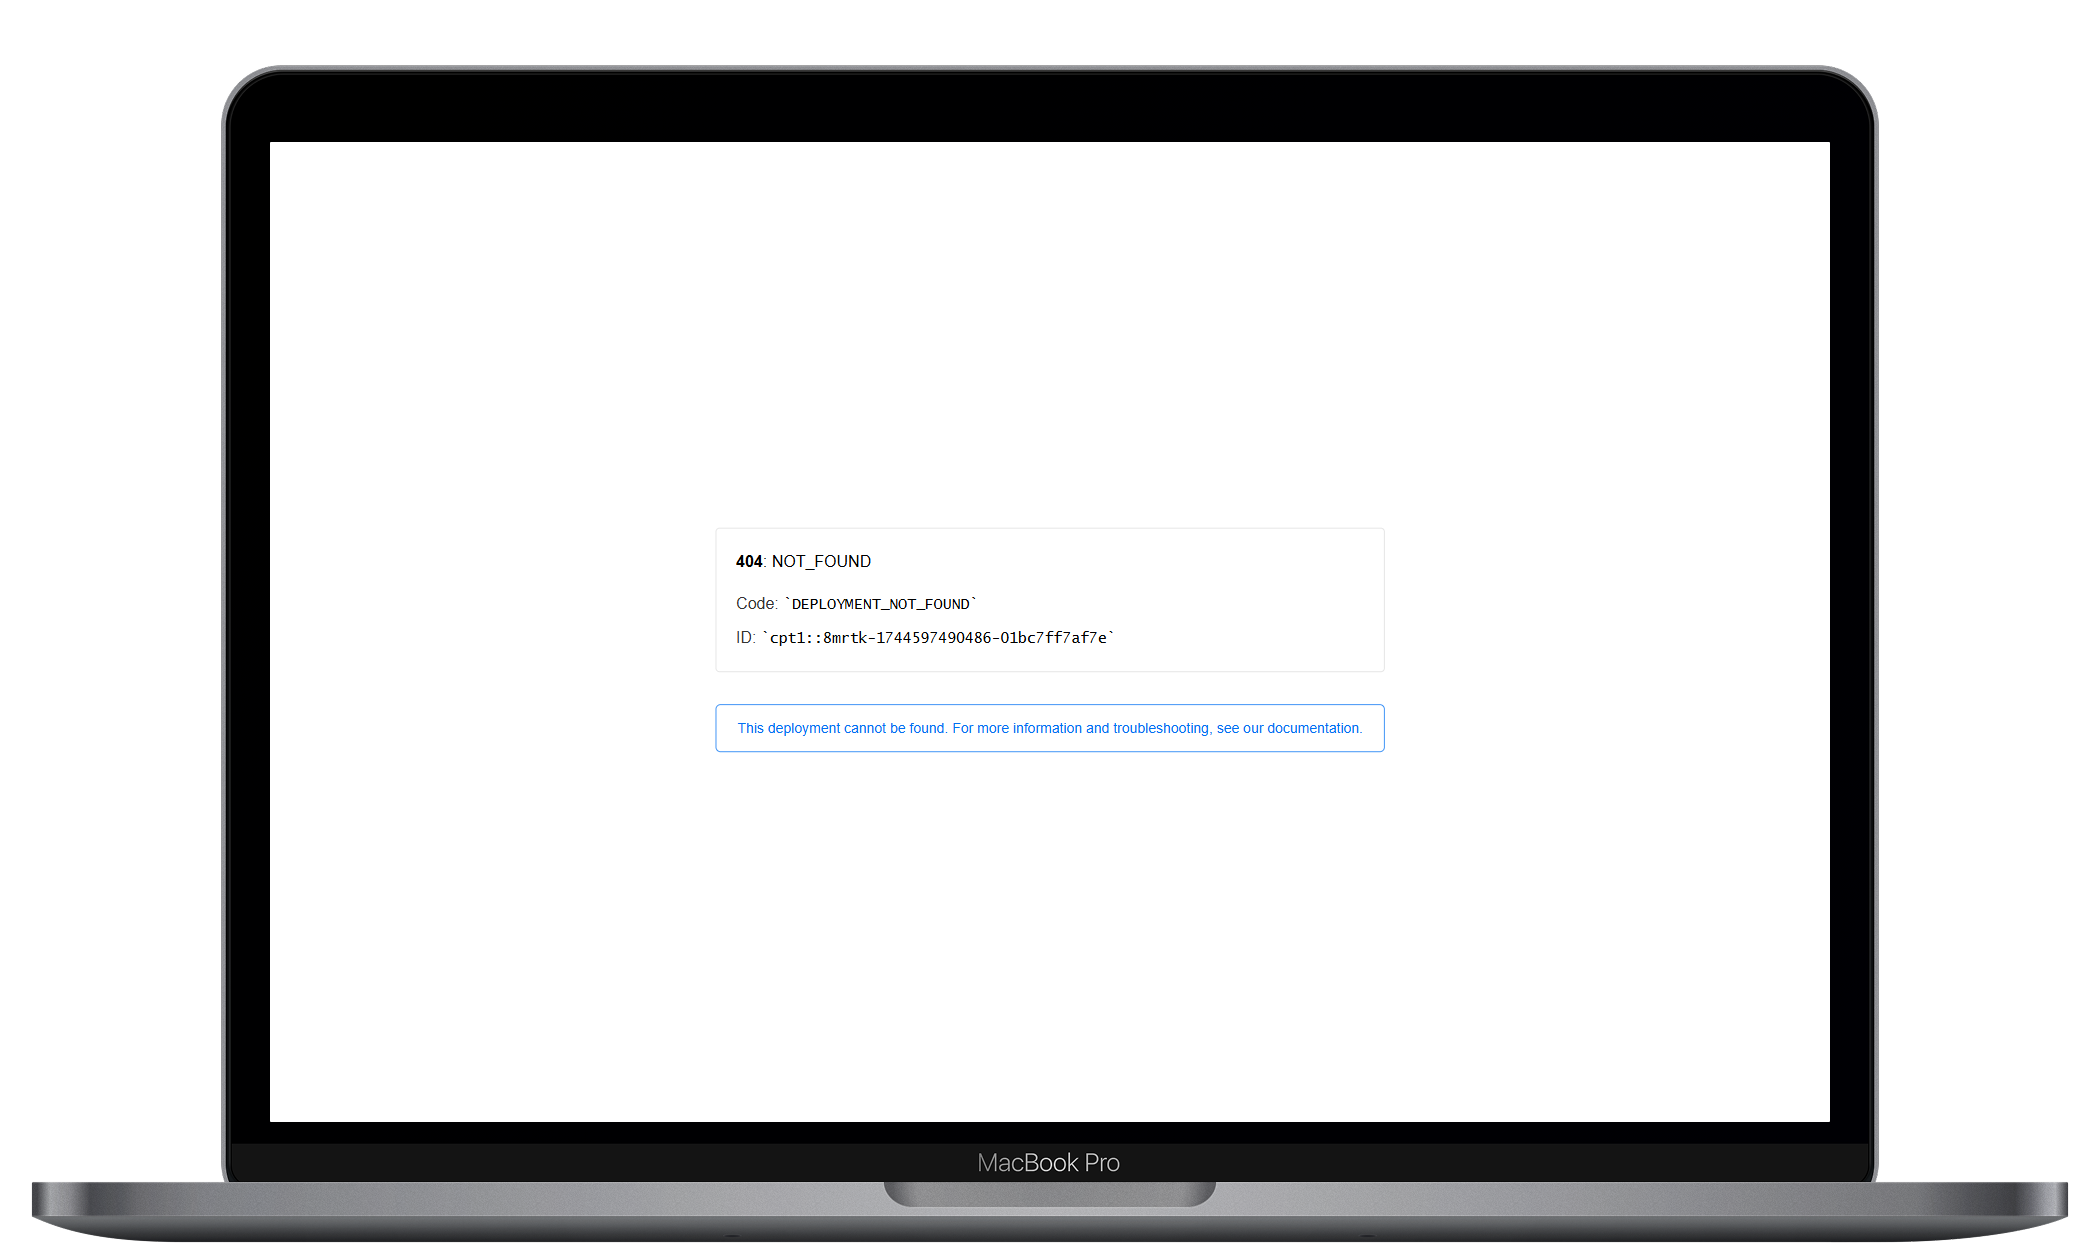 404: NOT_FOUND
Code: `DEPLOYMENT_NOT_FOUND`
ID: `cpt1::8mrtk-1744597490486-01bc7ff7af7e`
This deployment cannot be found. For more information and troubleshooting, see our documentation.
MacBook Pro